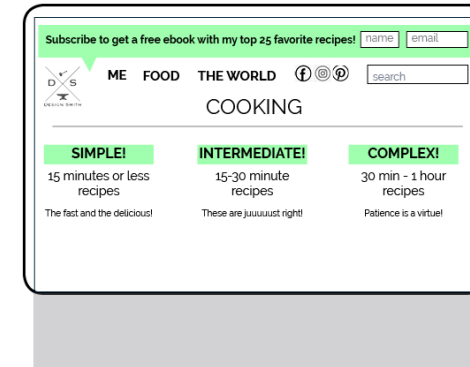 Subscribe to get a free ebook with my top 25 favorite recipes! name email
D S
DESIGN SMITH
ME FOOD THE WORLD search
COOKING
SIMPLE! INTERMEDIATE! COMPLEX!
15 minutes or less 15-30 minute 30 min - 1 hour
recipes recipes recipes
The fast and the delicious! These are juuuuust right! Patience is a virtue!